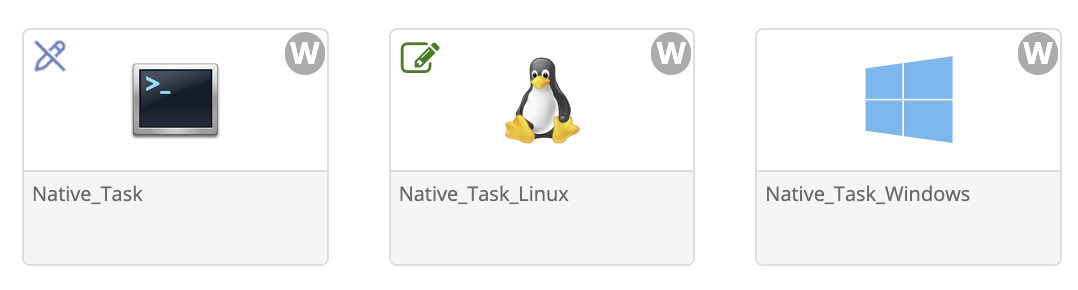 W
W
W
>_
Native_Task
Native_Task_Linux
Native_Task_Windows